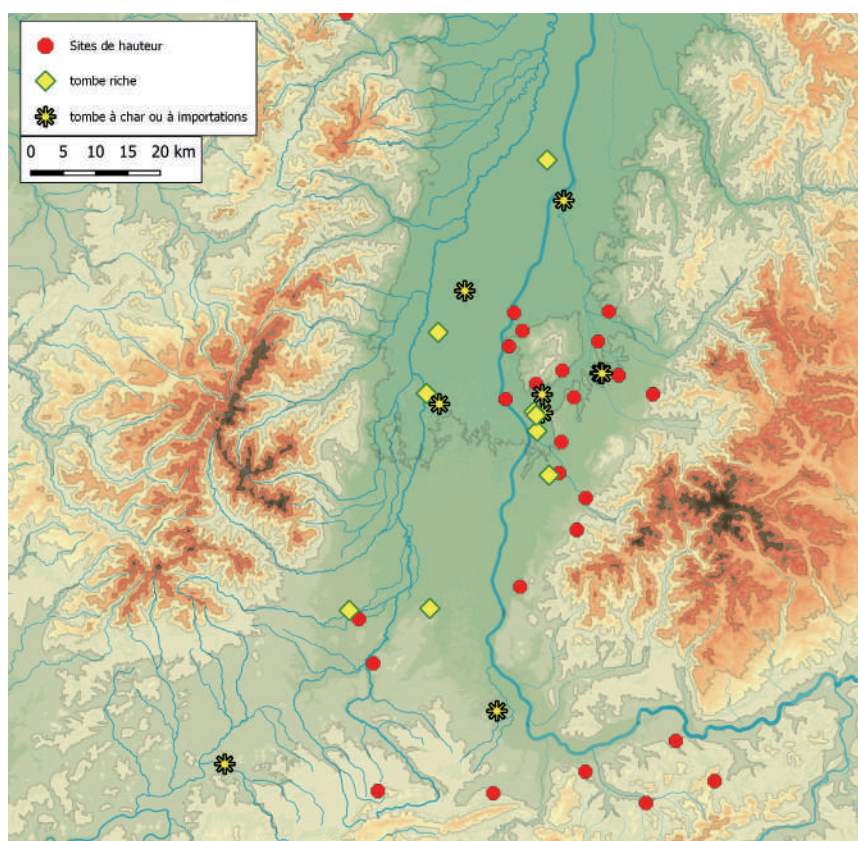 Sites de hauteur
tombe riche
tombe à char ou à importations
0 5 10 15 20 km